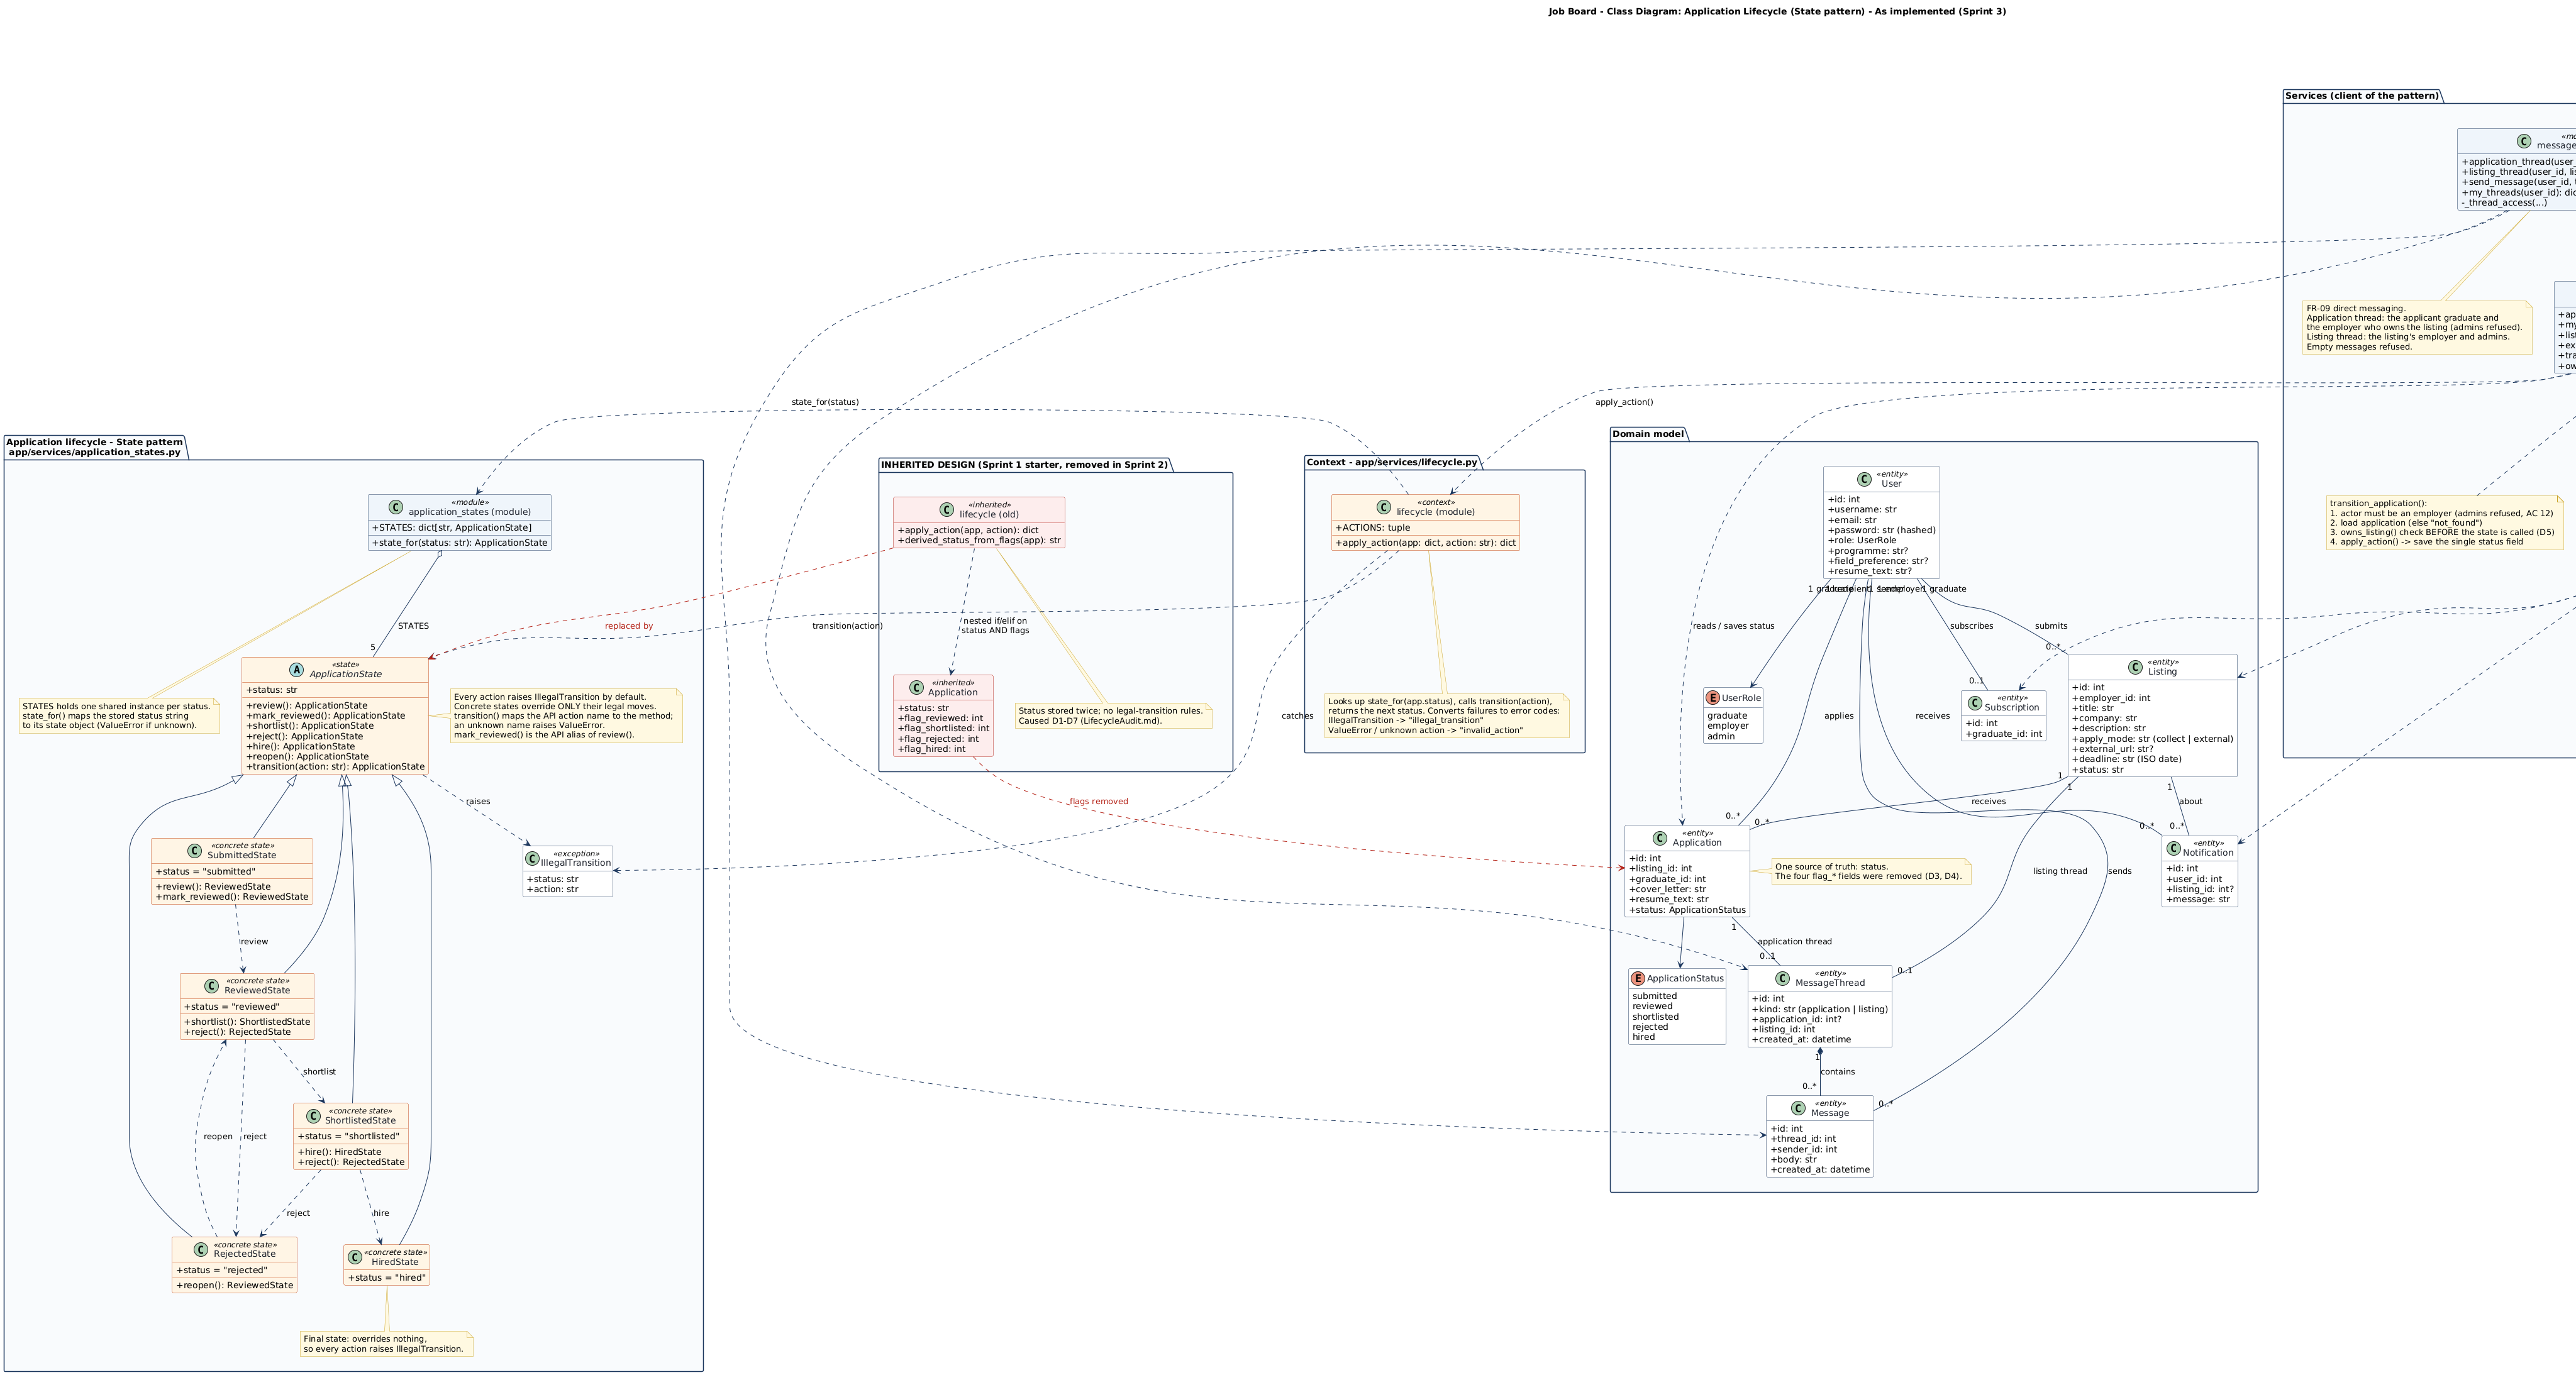 Job Board - Class Diagram: Application Lifecycle (State pattern) - As implemented (Sprint 3)
Services (client of the pattern)
+application_thread(user_
+my_threads(user_id): dic
-_thread_access(...)
FR-09 direct messaging.
Application thread: the applicant graduate and
the employer who owns the listing (admins refused).
Listing thread: the listing's employer and admins.
Empty messages refused.
transition_application():
1. actor must be an employer (admins refused, AC 12)
2. load application (else "not_found")
3. owns_listing() check BEFORE the state is called (D5)
4. apply_action() -> save the single status field
state_for(status)
apply_action()
Application lifecycle - State pattern
app/services/application_states.py
«module»
application_states (module)
+STATES: dict[str, ApplicationState]
+state_for(status: str): ApplicationState
STATES
5
«state»
ApplicationState
+status: str
+review(): ApplicationState
+mark_reviewed(): ApplicationState
+shortlist(): ApplicationState
+reject(): ApplicationState
+hire(): ApplicationState
+reopen(): ApplicationState
+transition(action: str): ApplicationState
STATES holds one shared instance per status.
state_for() maps the stored status string
to its state object (ValueError if unknown).
Every action raises IllegalTransition by default.
Concrete states override ONLY their legal moves.
transition() maps the API action name to the method;
an unknown name raises ValueError.
mark_reviewed() is the API alias of review().
raises
«exception»
IllegalTransition
+status: str
+action: str
«concrete state»
SubmittedState
+status = "submitted"
+review(): ReviewedState
+mark_reviewed(): ReviewedState
review
«concrete state»
ReviewedState
+status = "reviewed"
+shortlist(): ShortlistedState
+reject(): RejectedState
shortlist
«concrete state»
ShortlistedState
+status = "shortlisted"
+hire(): HiredState
+reject(): RejectedState
reopen
reject
reject
hire
«concrete state»
RejectedState
+status = "rejected"
+reopen(): ReviewedState
«concrete state»
HiredState
+status = "hired"
Final state: overrides nothing,
so every action raises IllegalTransition.
replaced by
transition(action)
INHERITED DESIGN (Sprint 1 starter, removed in Sprint 2)
«inherited»
lifecycle (old)
+apply_action(app, action): dict
+derived_status_from_flags(app): str
nested if/elif on
status AND flags
«inherited»
Application
+status: str
+flag_reviewed: int
+flag_shortlisted: int
+flag_rejected: int
+flag_hired: int
Status stored twice; no legal-transition rules.
Caused D1-D7 (LifecycleAudit.md).
flags removed
catches
Context - app/services/lifecycle.py
«context»
lifecycle (module)
+ACTIONS: tuple
+apply_action(app: dict, action: str): dict
Looks up state_for(app.status), calls transition(action),
returns the next status. Converts failures to error codes:
IllegalTransition -> "illegal_transition"
ValueError / unknown action -> "invalid_action"
Domain model
«entity»
User
+id: int
+username: str
+email: str
+password: str (hashed)
+role: UserRole
+programme: str?
+field_preference: str?
+resume_text: str?
reads / saves status
subscribes
submits
applies
receives
UserRole
graduate
employer
admin
0..1
«entity»
Subscription
+id: int
+graduate_id: int
0..*
«entity»
Listing
+id: int
+employer_id: int
+title: str
+company: str
+description: str
+apply_mode: str (collect | external)
+external_url: str?
+deadline: str (ISO date)
+status: str
1
1
1
receives
about
0..*
0..*
0..*
0..*
«entity»
Application
+id: int
+listing_id: int
+graduate_id: int
+cover_letter: str
+resume_text: str
+status: ApplicationStatus
One source of truth: status.
The four flag_* fields were removed (D3, D4).
listing thread
sends
«entity»
Notification
+id: int
+user_id: int
+listing_id: int?
+message: str
1
application thread
0..1
0..1
ApplicationStatus
submitted
reviewed
shortlisted
rejected
hired
«entity»
MessageThread
+id: int
+kind: str (application | listing)
+application_id: int?
+listing_id: int
+created_at: datetime
1
contains
0..*
0..*
«entity»
Message
+id: int
+thread_id: int
+sender_id: int
+body: str
+created_at: datetime